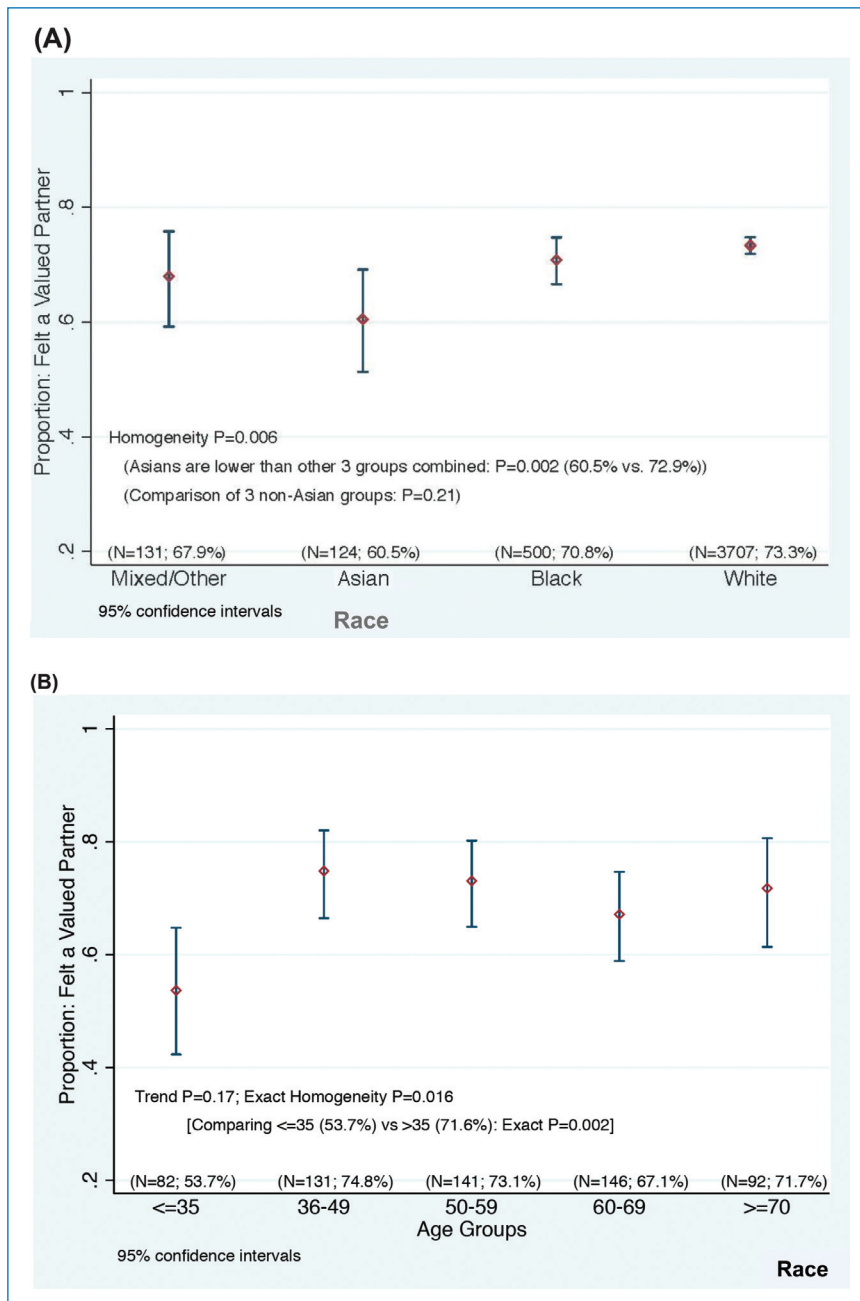 (A)
Proportion: Felt a Valued Partner
1
.8
.6
.4
.2
Homogeneity P=0.006
(Asians are lower than other 3 groups combined: P=0.002 (60.5% vs. 72.9%))
(Comparison of 3 non-Asian groups: P=0.21)
(N=131; 67.9%) (N=124; 60.5%) (N=500; 70.8%) (N=3707; 73.3%)
Mixed/Other Asian Black White
95% confidence intervals
Race
(B)
Proportion: Felt a Valued Partner
1
.8
.6
.4
.2
Trend P=0.17; Exact Homogeneity P=0.016
[Comparing <=35 (53.7%) vs >35 (71.6%): Exact P=0.002]
(N=82; 53.7%) (N=131; 74.8%) (N=141; 73.1%) (N=146; 67.1%) (N=92; 71.7%)
<=35 36-49 50-59 60-69 >=70
Age Groups
95% confidence intervals
Race